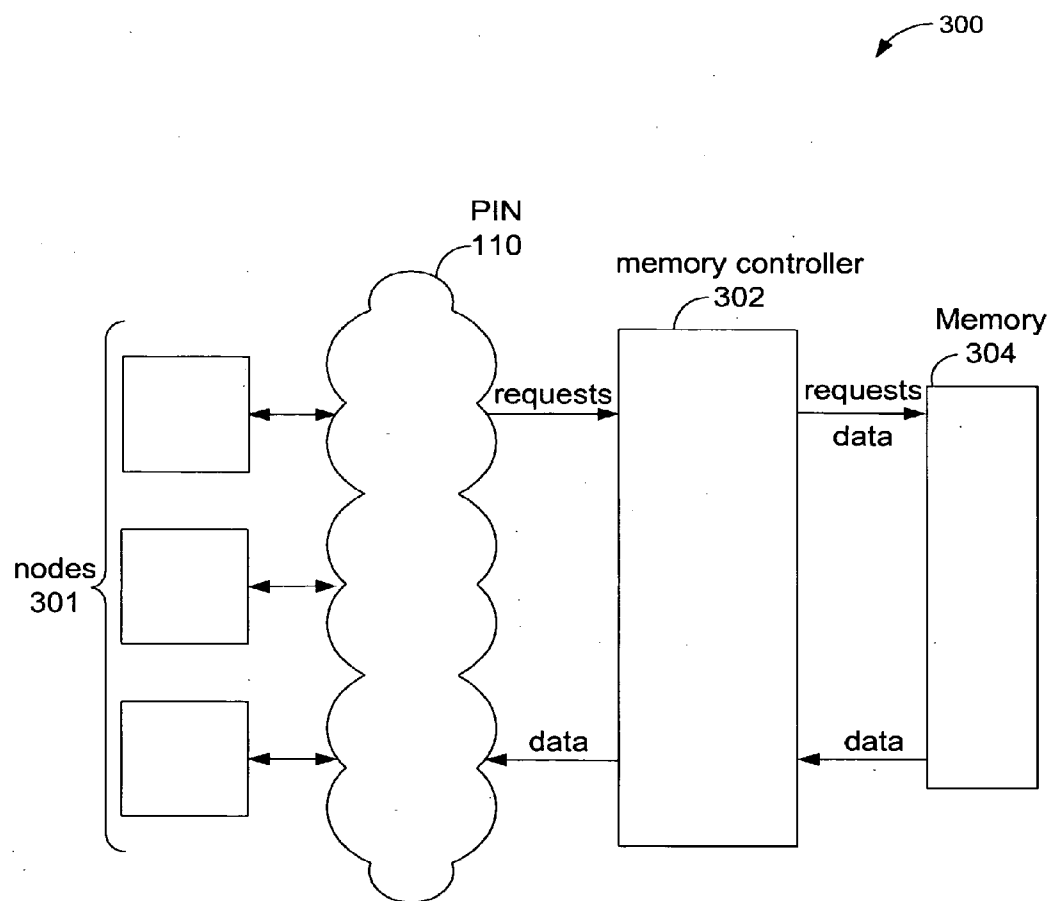 300
PIN
110
memory controller
302
Memory
304
requests
requests
data
nodes
301
data
data